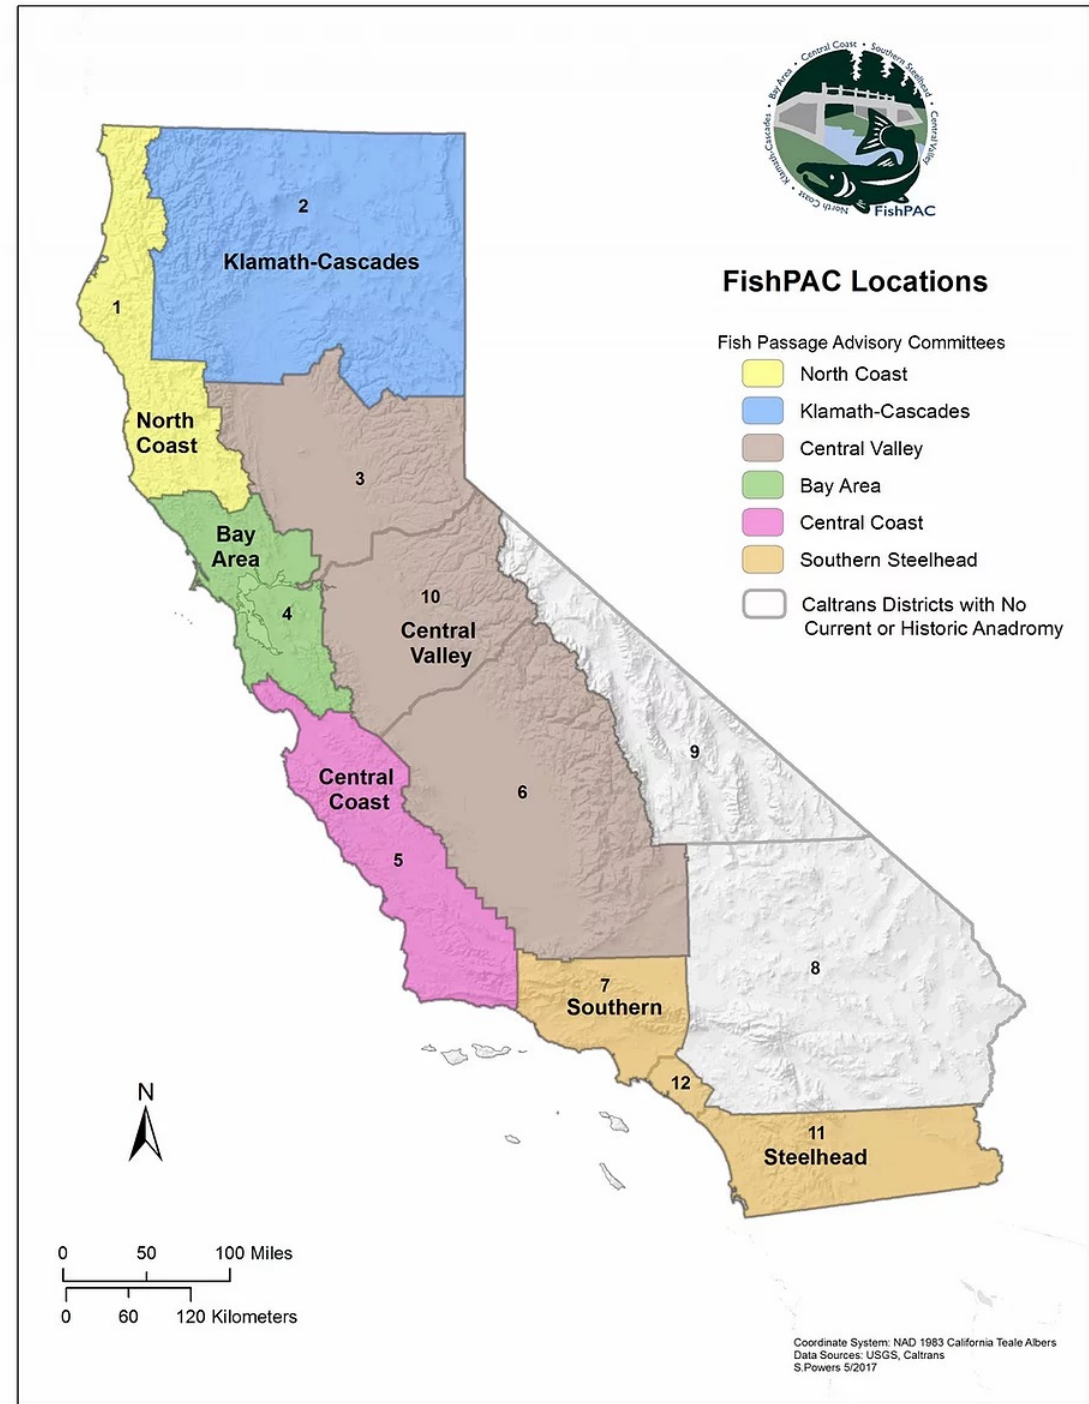 Bay Area • Central Coast • Southern Steelhead • Central Valley
Klamath-Cascades • North Coast •
FishPAC
FishPAC Locations
Fish Passage Advisory Committees
North Coast
Klamath-Cascades
Central Valley
Bay Area
Central Coast
Southern Steelhead
Caltrans Districts with No
Current or Historic Anadromy
2
Klamath-Cascades
1
North
Coast
3
Bay
Area
4
10
Central
Valley
9
Central
Coast
6
5
8
7
Southern
12
11
Steelhead
N
0 50 100 Miles
0 60 120 Kilometers
Coordinate System: NAD 1983 California Teale Albers
Data Sources: USGS, Caltrans
S.Powers 5/2017